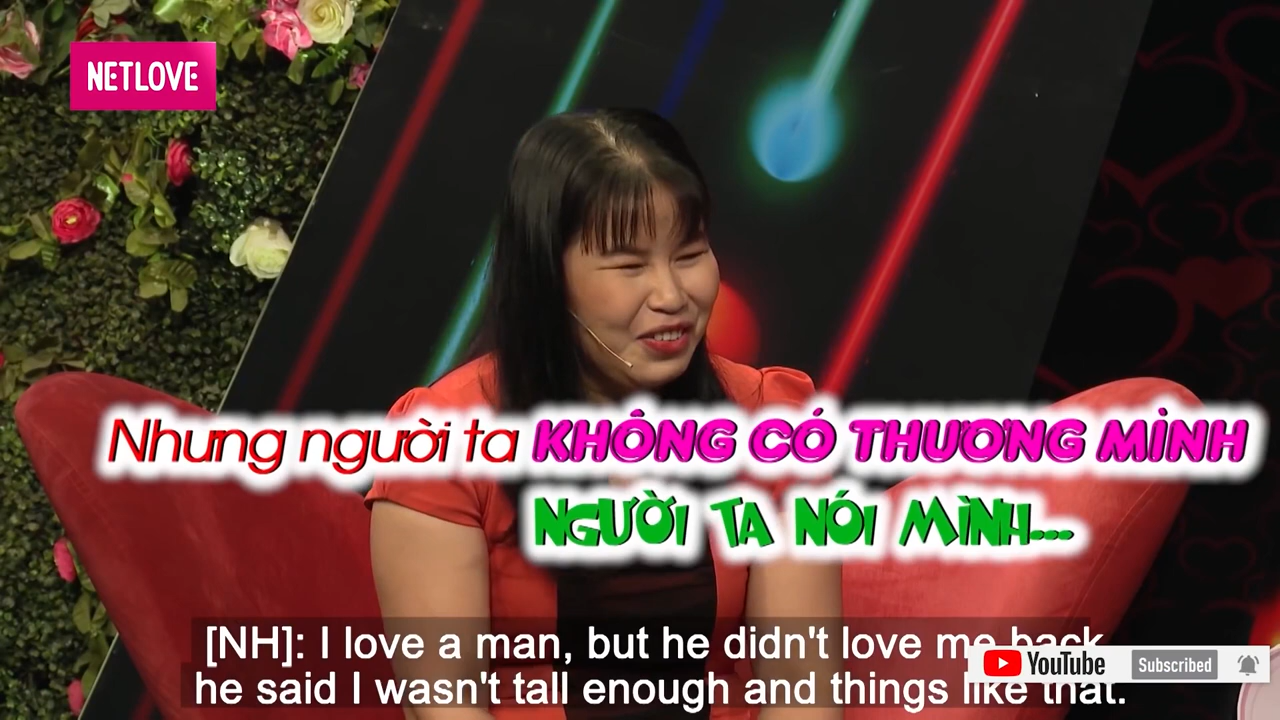 NETLOVE
Nhưng người ta KHÔNG CÓ THƯƠNG MÌNH
NGƯỜI TA NÓI MÌNH...
[NH]: I love a man, but he didn't love me back,
he said I wasn't tall enough and things like that.
YouTube Subscribed